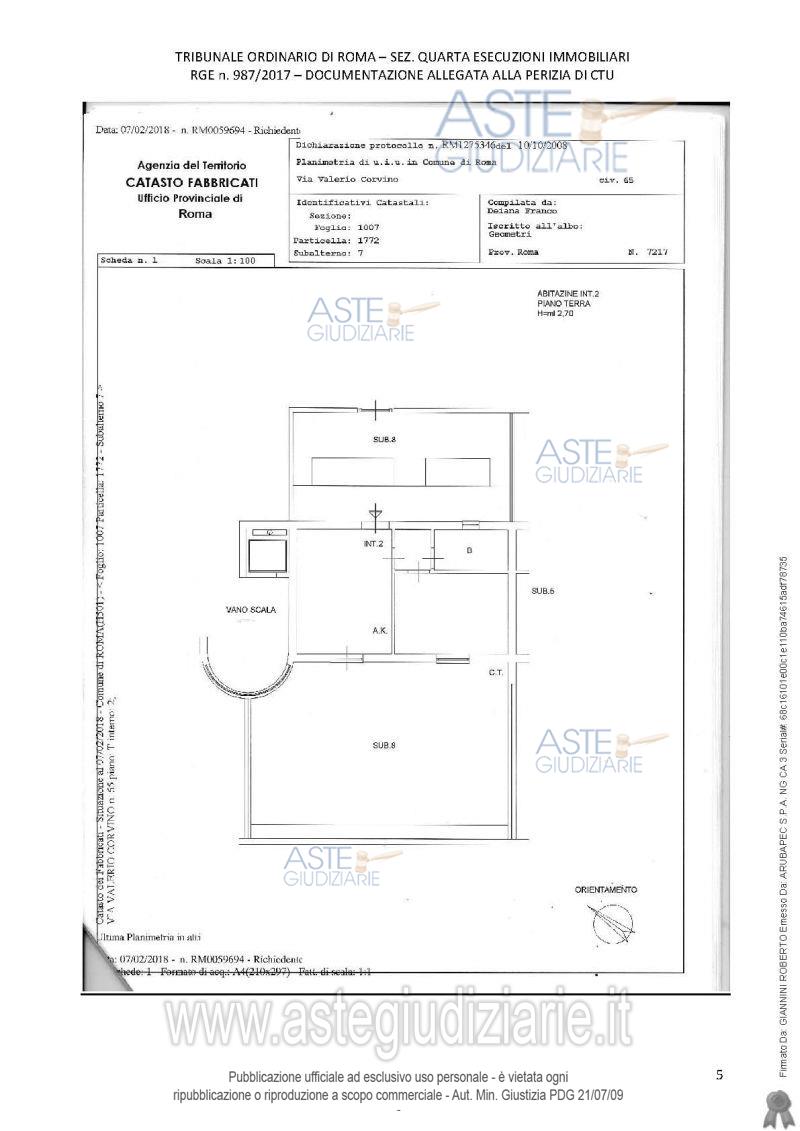 TRIBUNALE ORDINARIO DI ROMA – SEZ. QUARTA ESECUZIONI IMMOBILIARI
RGE n. 987/2017 – DOCUMENTAZIONE ALLEGATA ALLA PERIZIA DI CTU
Data: 07/02/2018 - n. RM0059694 - Richiedente
ASTE GIUDIZIARIE
Agenzia del Territorio
CATASTO FABBRICATI
Ufficio Provinciale di
Roma
Dichiarazione protocollo n. RM1275346del 10/10/2008
Planimetria di u.i.u. in Comune di Roma
Via Valerio Corvino civ. 65
Identificativi Catastali:
Sezione:
Foglio: 1007
Particella: 1772
Subalterno: 7
Compilata da:
Deiana Franco
Iscritto all'albo:
Geometri
Prov. Roma N. 7217
Scheda n. 1 Scala 1:100
ABITAZINE INT.2
PIANO TERRA
H=ml 2,70
ASTE
GIUDIZIARIE
SUB.8
ASTE
GIUDIZIARIE
INT.2
B
SUB.6
VANO SCALA
A.K.
C.T.
SUB.8
ASTE
GIUDIZIARIE
ASTE
GIUDIZIARIE
ORIENTAMENTO
Catasto dei Fabbricati - Situazione al 07/02/2018 - Comune di ROMA(H501) - < Foglio: 1007 Particella: 1772 - Subalterno 7 >
VIA VALERIO CORVINO n. 65 piano: T interno: 2;
Ultima Planimetria in atti
07/02/2018 - n. RM0059694 - Richiedente
1 - Formato di acq.: A4(210x297) - Fatt. di scala: 1:1
www.astegiudiziarie.it
Pubblicazione ufficiale ad esclusivo uso personale - è vietata ogni
ripubblicazione o riproduzione a scopo commerciale - Aut. Min. Giustizia PDG 21/07/09
-
5
Firmato Da: GIANNINI ROBERTO Emesso Da: ARUBAPEC S.P.A. NG CA 3 Serial#: 68c16101e00c1e110ba74615adf78735